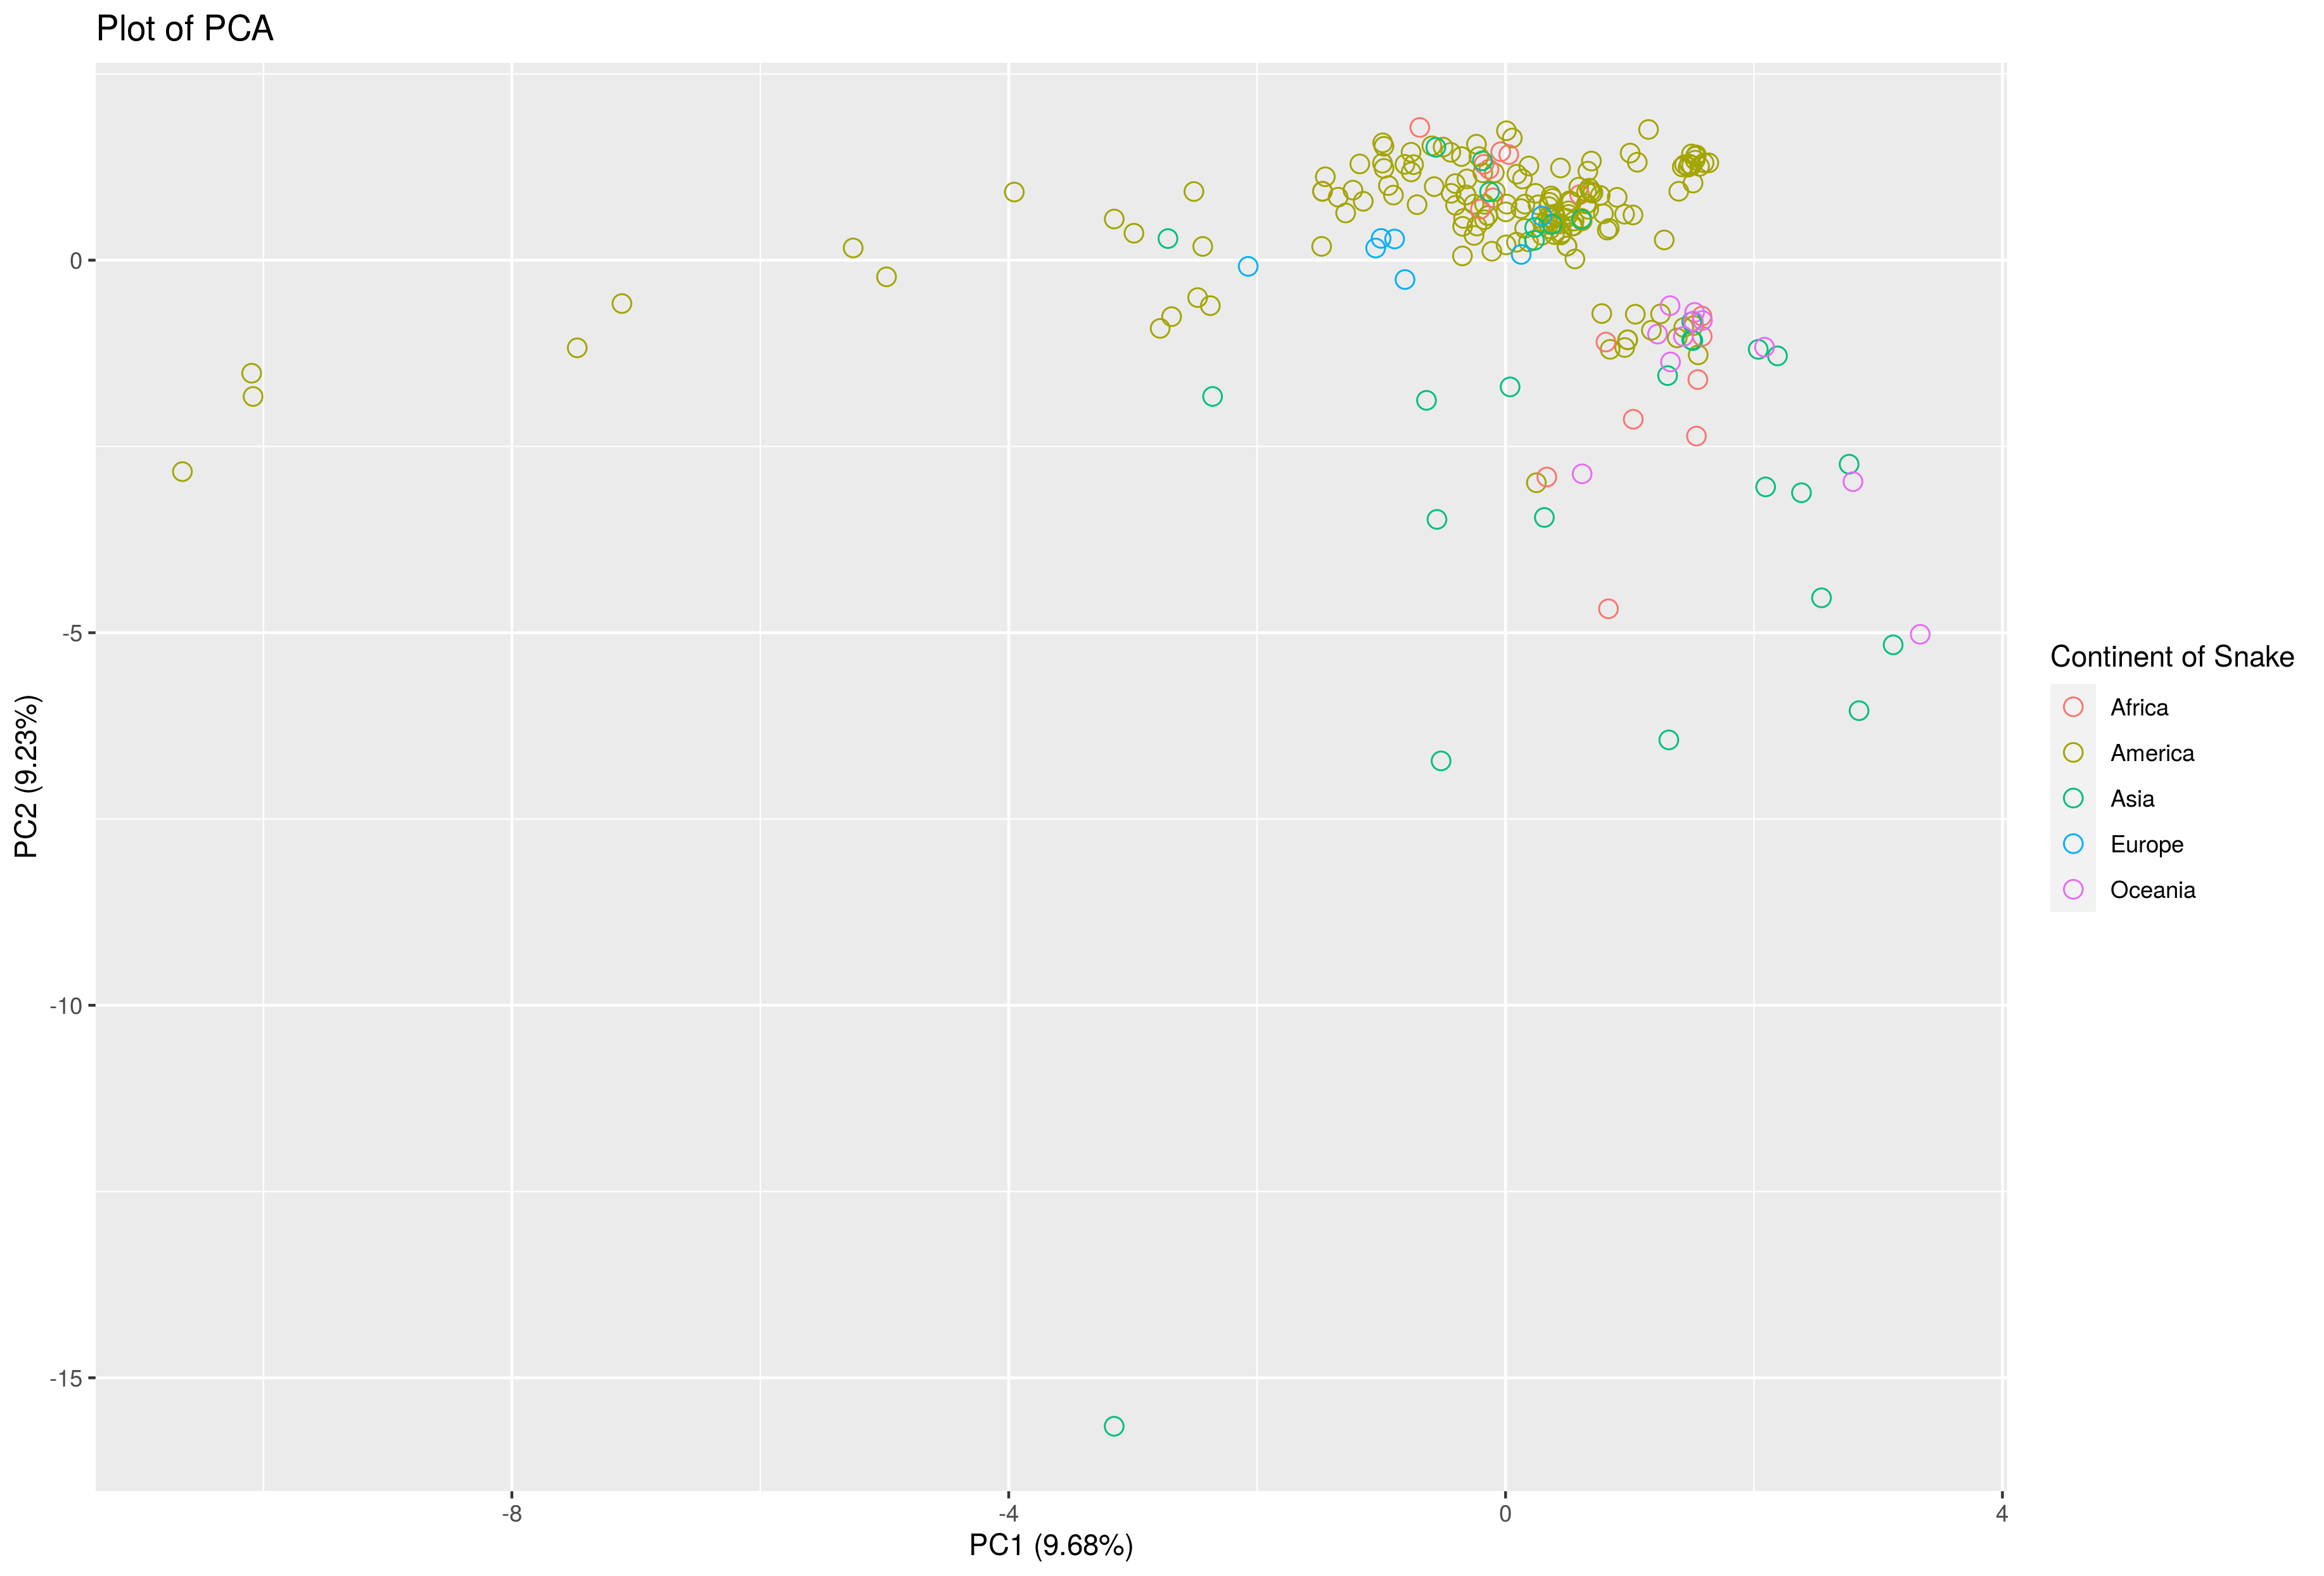 Plot of PCA
0
-5
-10
-15
PC2 (9.23%)
-8
-4
0
4
PC1 (9.68%)
Continent of Snake
Africa
America
Asia
Europe
Oceania